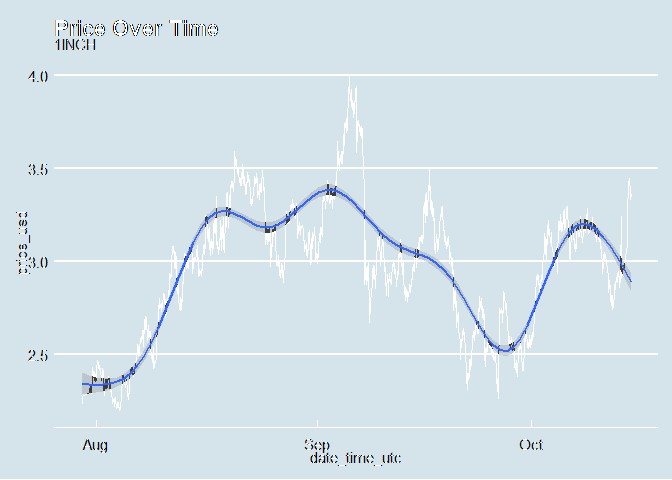 Price Over Time
1INCH
4.0
3.5
price_usd
3.0
2.5
Aug
Sep
Oct
date_time_utc